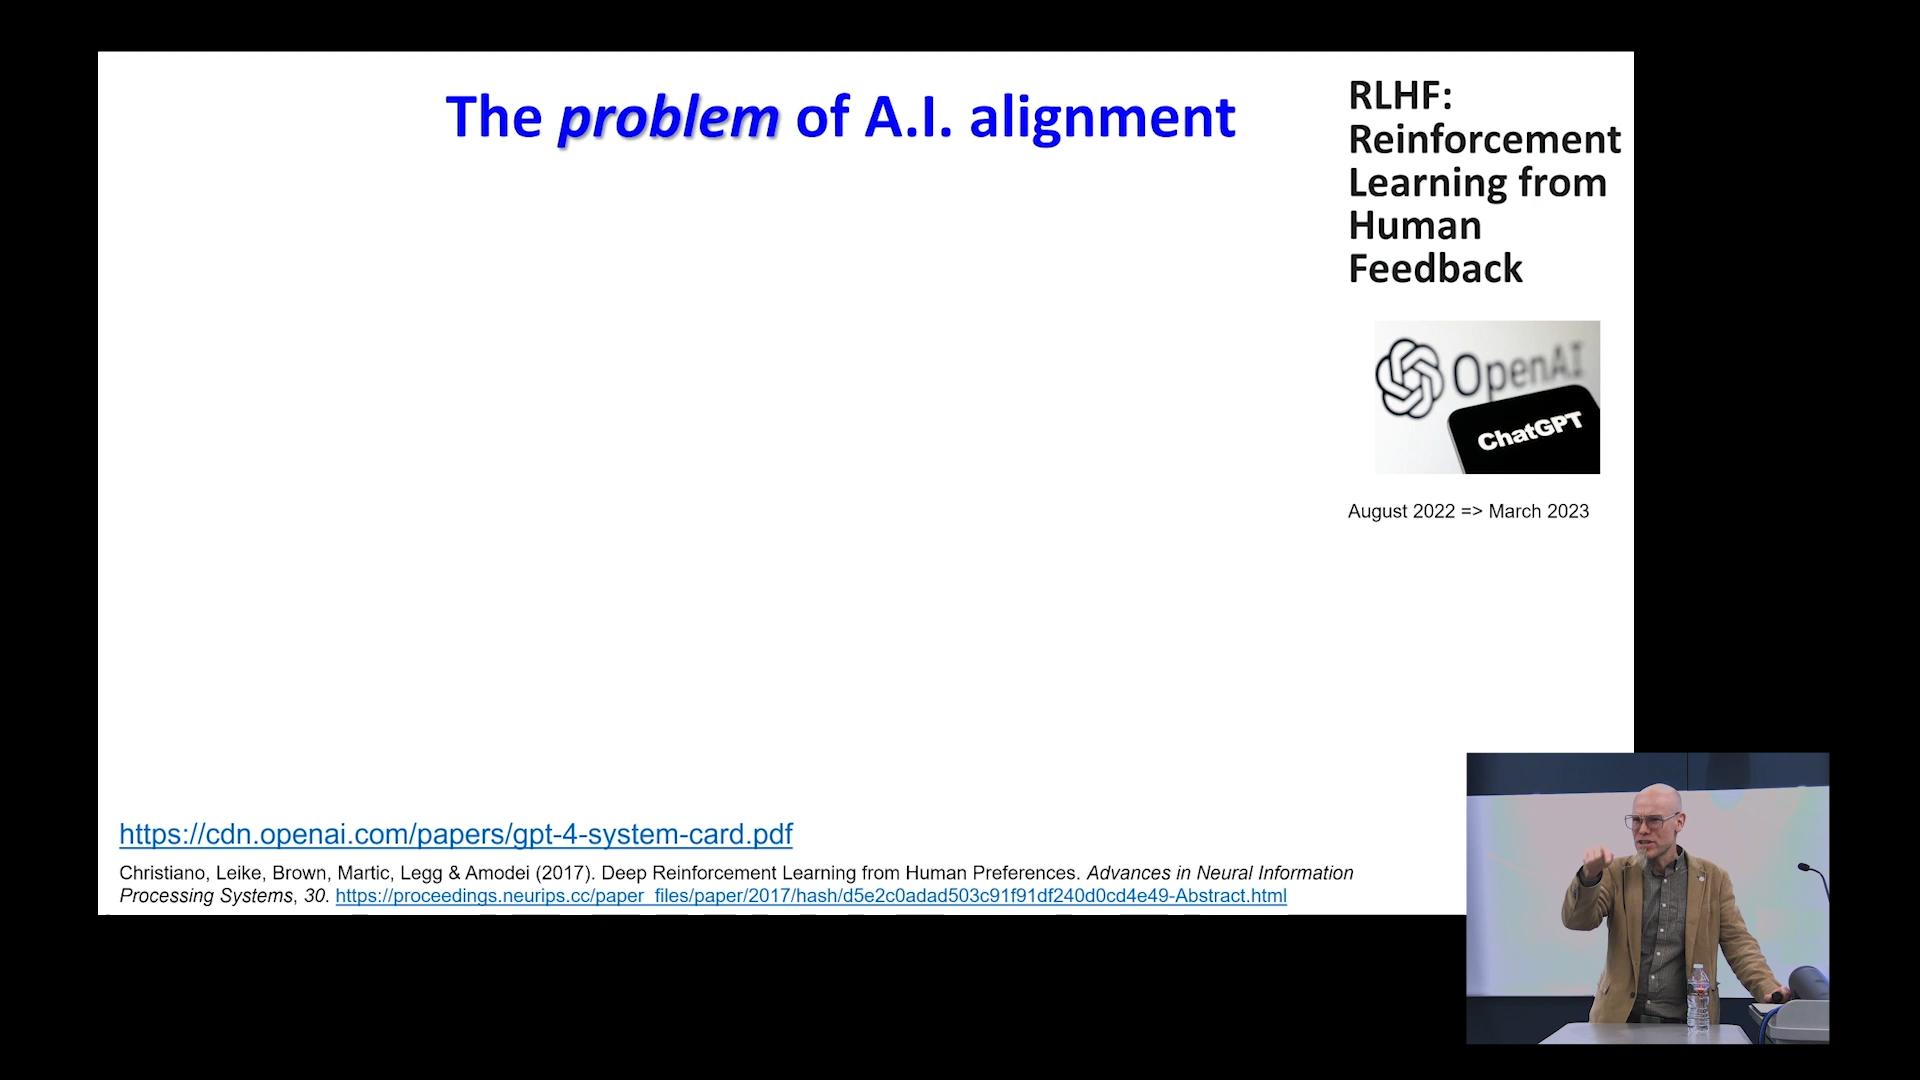 The problem of A.I. alignment
RLHF:
Reinforcement
Learning from
Human
Feedback
OpenAI
ChatGPT
August 2022 => March 2023
https://cdn.openai.com/papers/gpt-4-system-card.pdf
Christiano, Leike, Brown, Martic, Legg & Amodei (2017). Deep Reinforcement Learning from Human Preferences. Advances in Neural Information
Processing Systems, 30. https://proceedings.neurips.cc/paper_files/paper/2017/hash/d5e2c0adad503c91f91df240d0cd4e49-Abstract.html